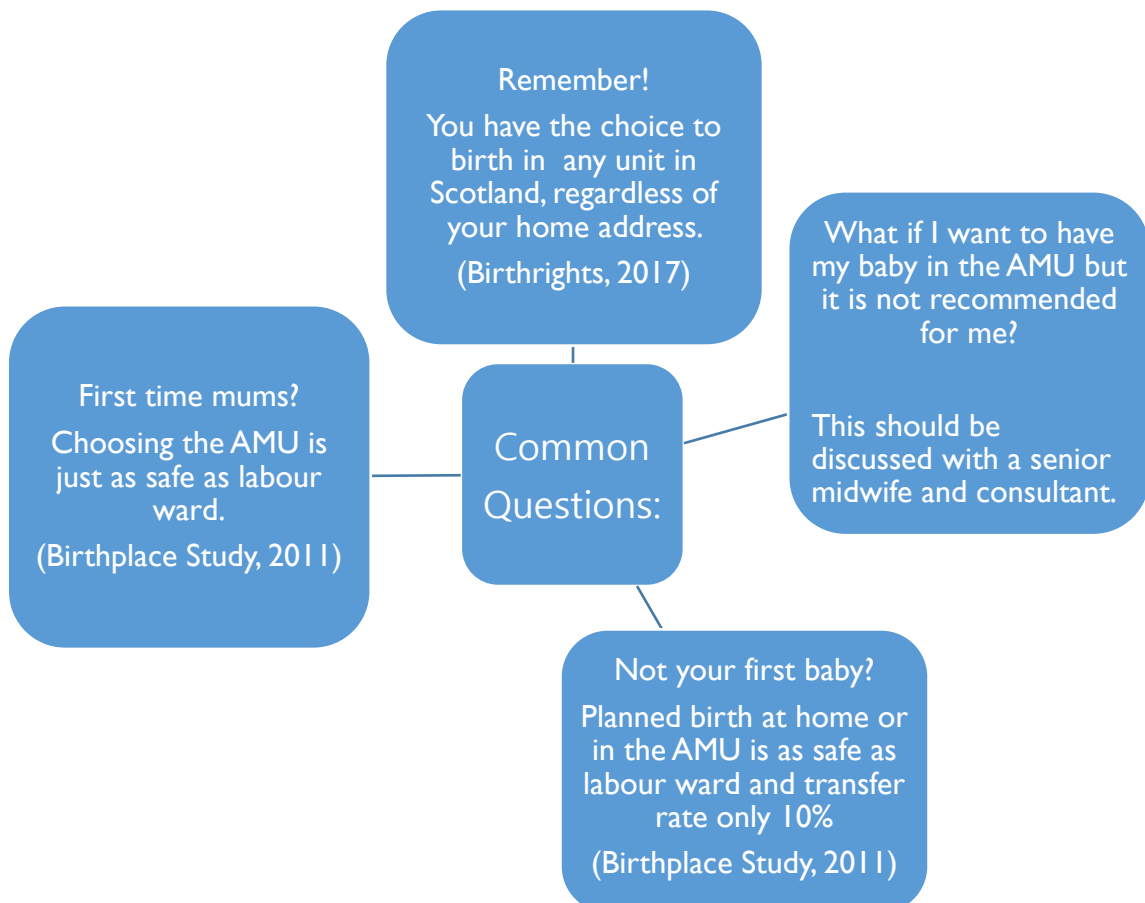 Remember!
You have the choice to
birth in  any unit in
Scotland, regardless of
your home address.
(Birthrights, 2017)
What if I want to have
my baby in the AMU but
it is not recommended
for me?
This should be
discussed with a senior
midwife and consultant.
First time mums?
Choosing the AMU is
just as safe as labour
ward.
(Birthplace Study, 2011)
Common
Questions:
Not your first baby?
Planned birth at home or
in the AMU is as safe as
labour ward and transfer
rate only 10%
(Birthplace Study, 2011)